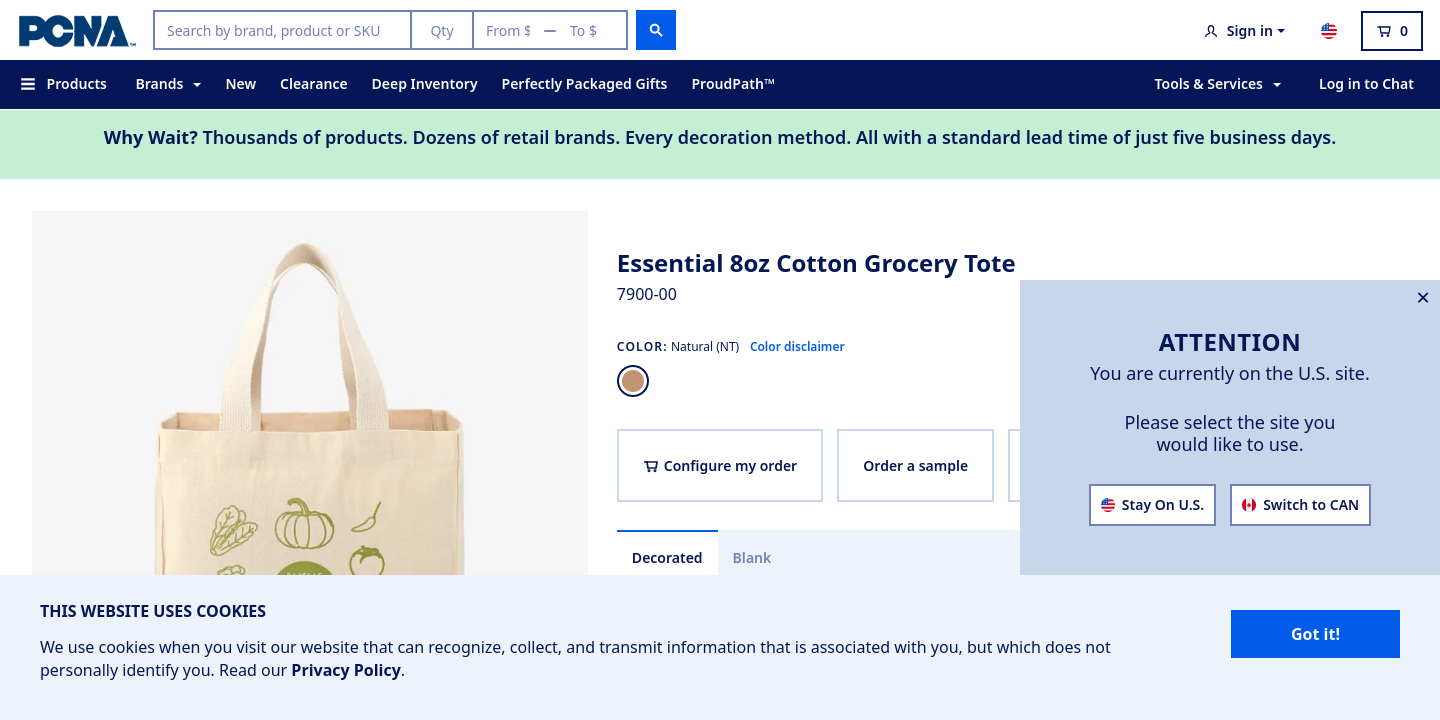 PCNA™
Search by brand, product or SKU
Qty
From $ — To $
Sign in
0
Products
Brands
New
Clearance
Deep Inventory
Perfectly Packaged Gifts
ProudPath™
Tools & Services
Log in to Chat
Why Wait? Thousands of products. Dozens of retail brands. Every decoration method. All with a standard lead time of just five business days.
Essential 8oz Cotton Grocery Tote
7900-00
COLOR: Natural (NT) Color disclaimer
Configure my order
Order a sample
Decorated
Blank
ATTENTION
You are currently on the U.S. site.
Please select the site you
would like to use.
Stay On U.S.
Switch to CAN
THIS WEBSITE USES COOKIES
We use cookies when you visit our website that can recognize, collect, and transmit information that is associated with you, but which does not
personally identify you. Read our Privacy Policy.
Got it!